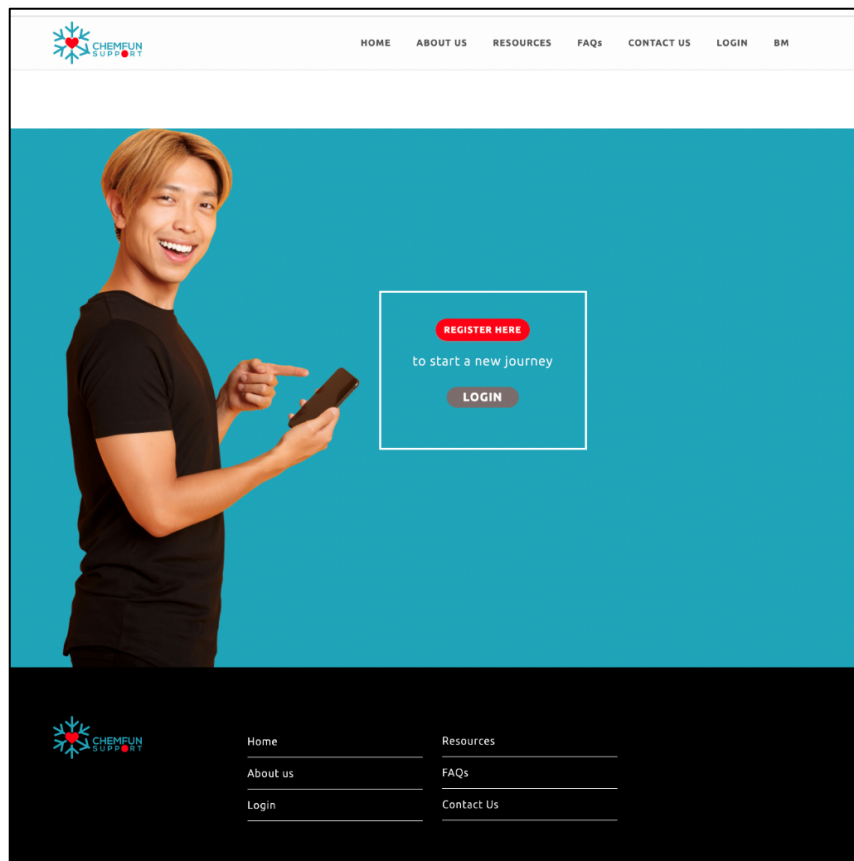 CHEMFUN
SUPPORT
HOME ABOUT US RESOURCES FAQs CONTACT US LOGIN BM
REGISTER HERE
to start a new journey
LOGIN
CHEMFUN
SUPPORT
Home
About us
Login
Resources
FAQs
Contact Us